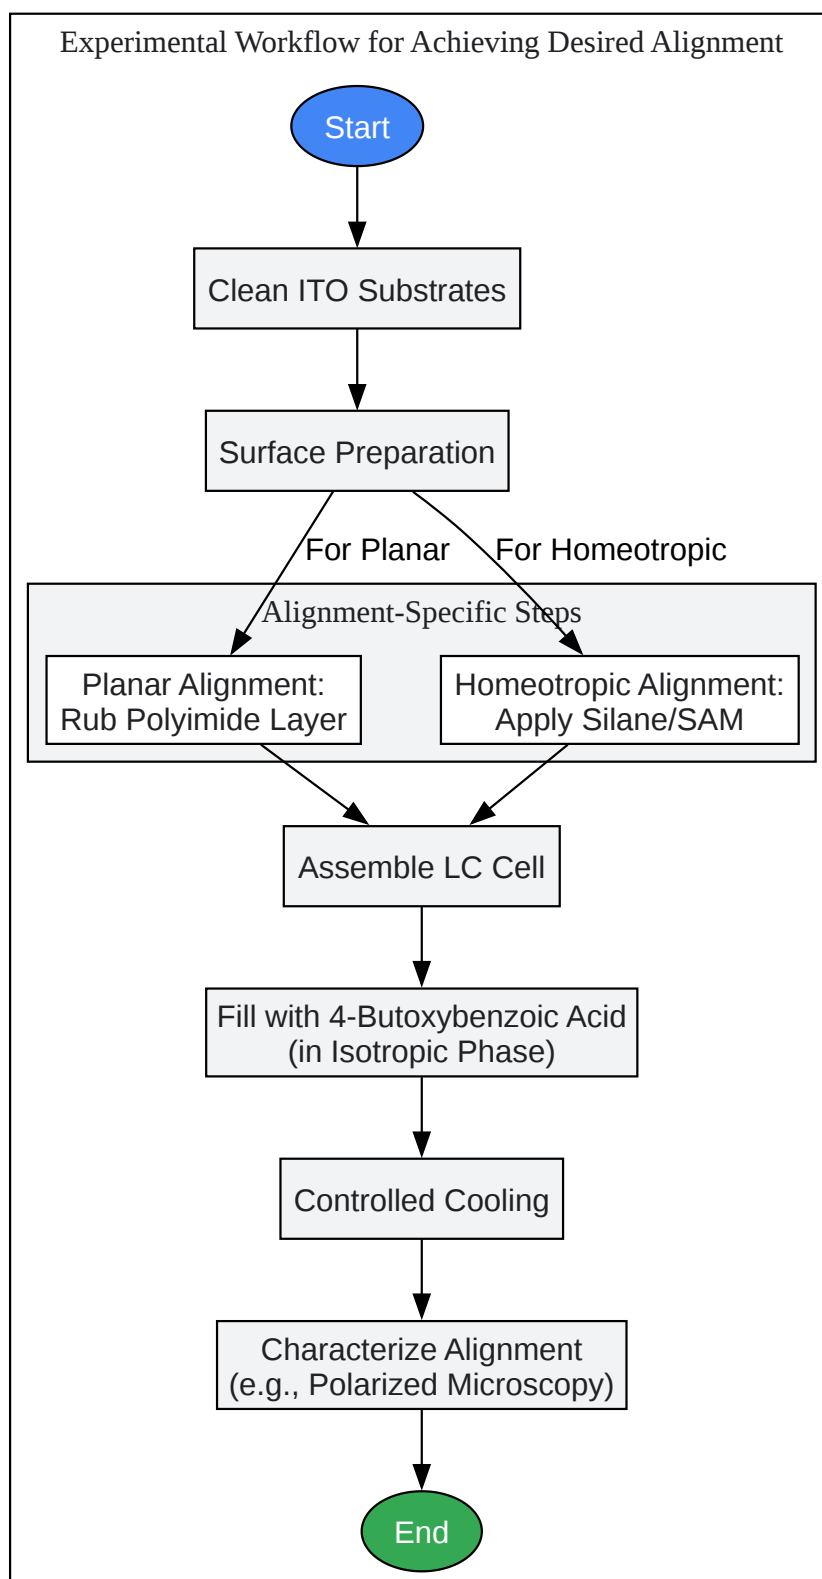 Experimental Workflow for Achieving Desired Alignment
Start
Clean ITO Substrates
Surface Preparation
For Planar
For Homeotropic
Alignment-Specific Steps
Planar Alignment:
Rub Polyimide Layer
Homeotropic Alignment:
Apply Silane/SAM
Assemble LC Cell
Fill with 4-Butoxybenzoic Acid
(in Isotropic Phase)
Controlled Cooling
Characterize Alignment
(e.g., Polarized Microscopy)
End